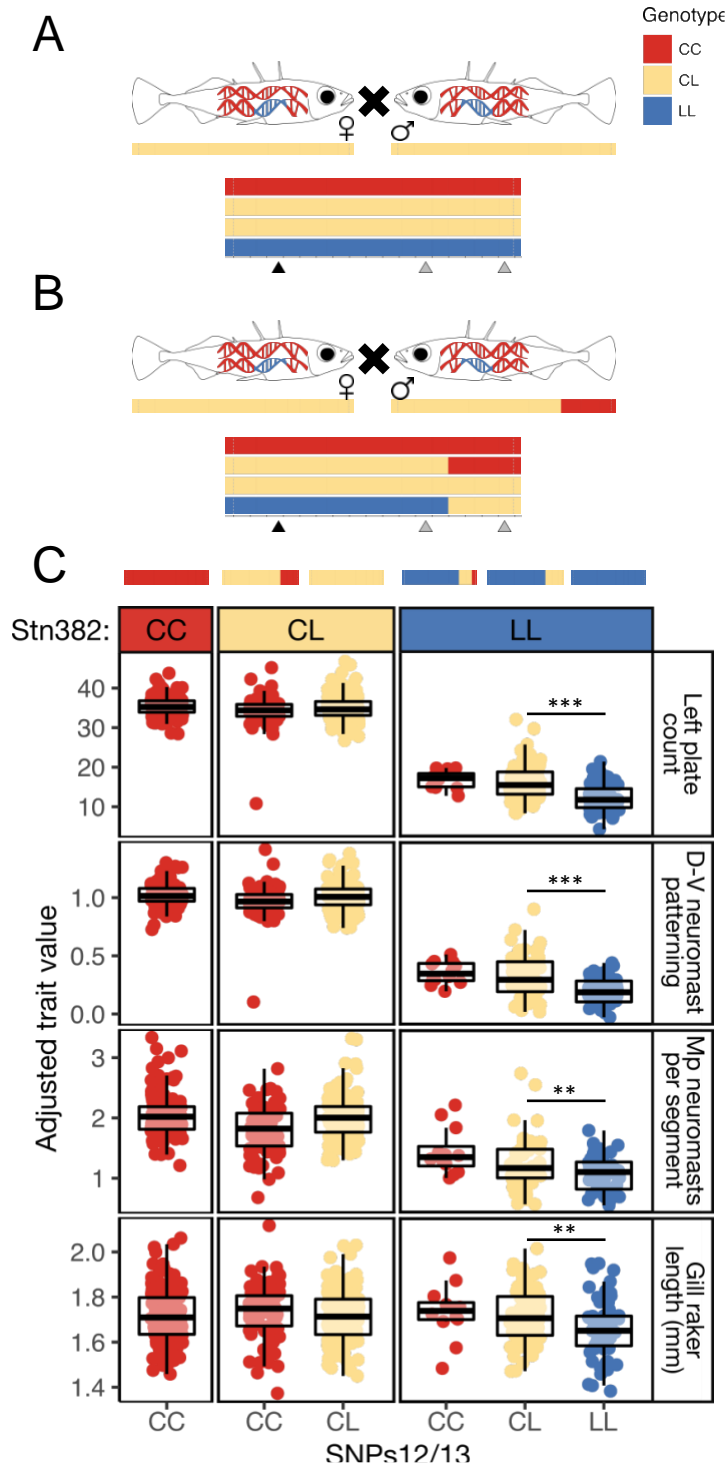 A
Genotype
CC
CL
LL
♀ ♂
B
♀ ♂
C
Stn382: CC CL LL
Left plate count
40
30
20
10
***
D-V neuromast patterning
1.0
0.5
0.0
***
Mp neuromasts per segment
3
2
1
**
Gill raker length (mm)
2.0
1.8
1.6
1.4
**
Adjusted trait value
CC CC CL CC CL LL
SNPs12/13